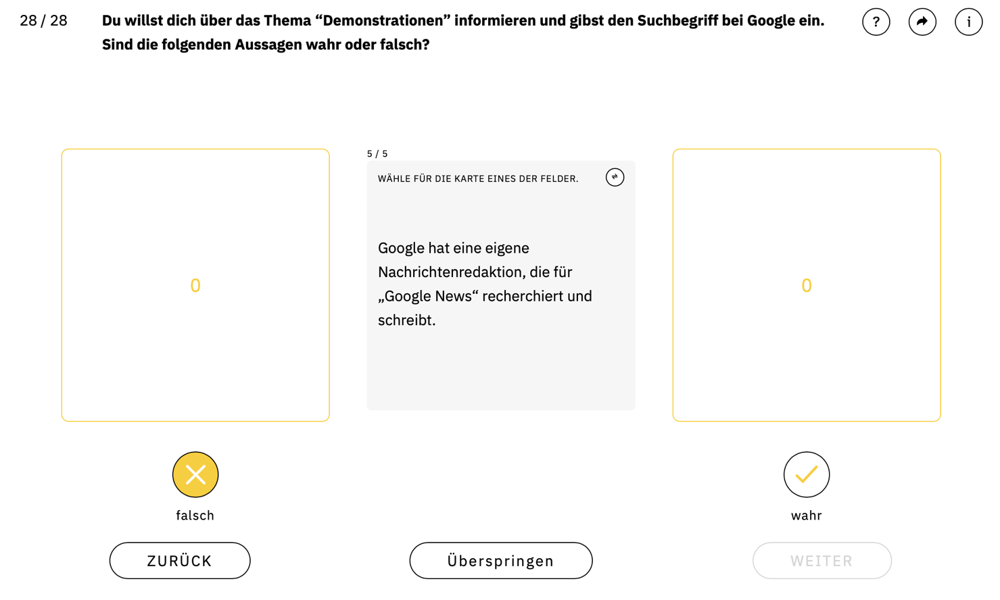 28 / 28
Du willst dich über das Thema “Demonstrationen” informieren und gibst den Suchbegriff bei Google ein.
Sind die folgenden Aussagen wahr oder falsch?
?
i
5 / 5
WÄHLE FÜR DIE KARTE EINES DER FELDER.
Google hat eine eigene
Nachrichtenredaktion, die für
„Google News“ recherchiert und
schreibt.
0
0
falsch
wahr
ZURÜCK
Überspringen
WEITER